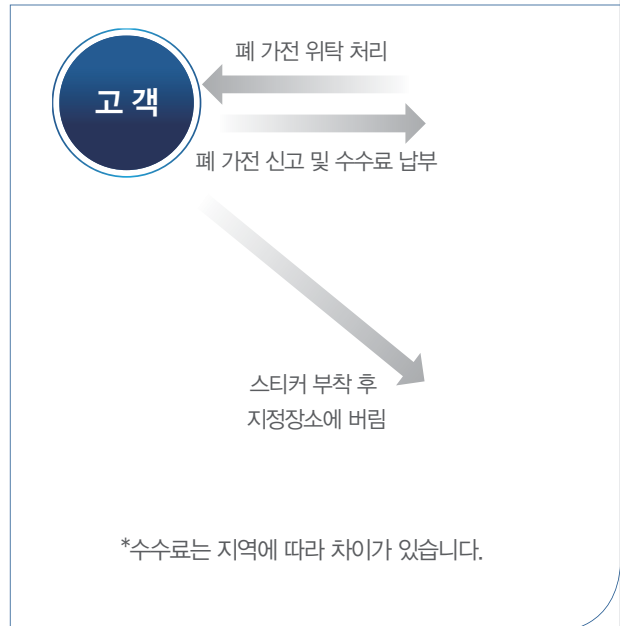 폐 가전 위탁 처리
고 객
폐 가전 신고 및 수수료 납부
스티커 부착 후
지정장소에 버림
*수수료는 지역에 따라 차이가 있습니다.